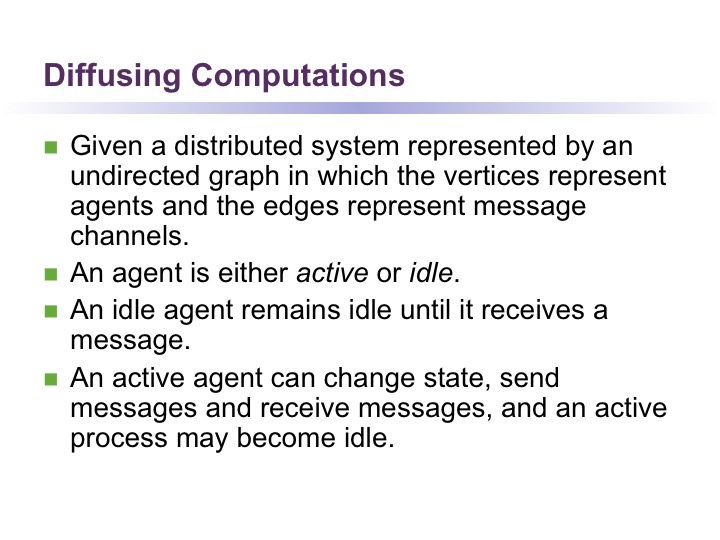 Diffusing Computations
Given a distributed system represented by an
undirected graph in which the vertices represent
agents and the edges represent message
channels.
An agent is either active or idle.
An idle agent remains idle until it receives a
message.
An active agent can change state, send
messages and receive messages, and an active
process may become idle.